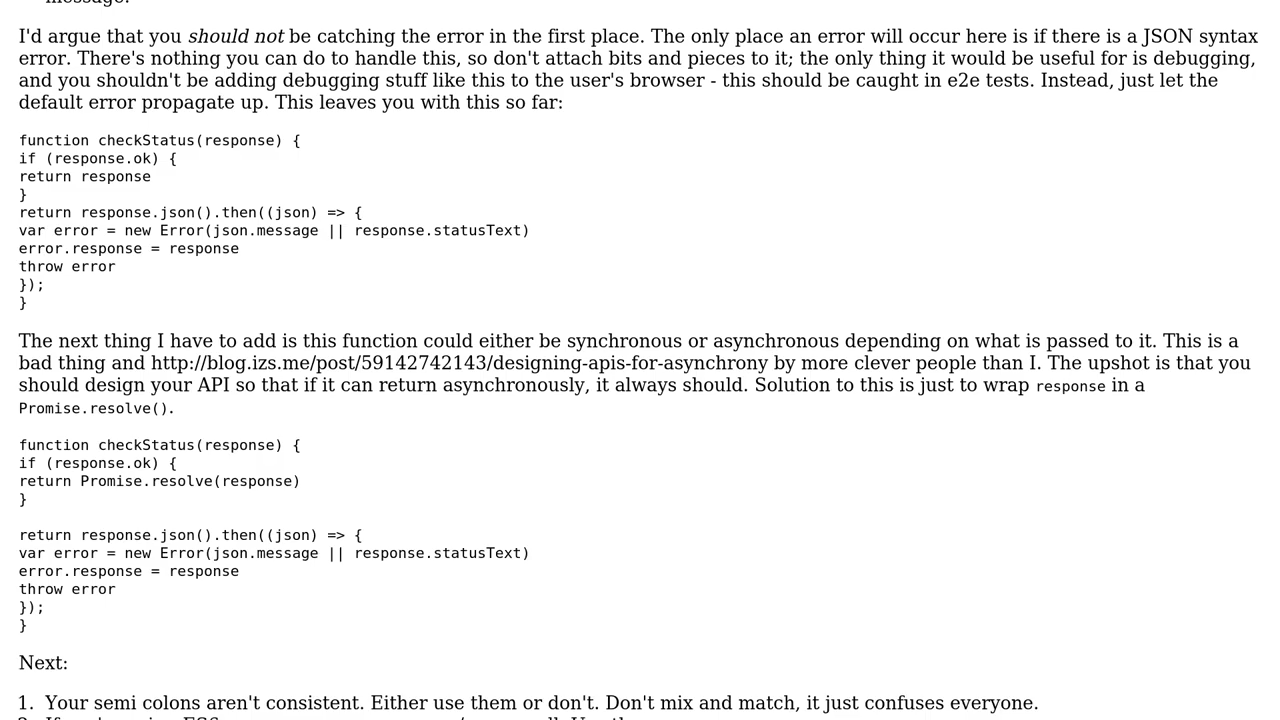 message.
I'd argue that you should not be catching the error in the first place. The only place an error will occur here is if there is a JSON syntax
error. There's nothing you can do to handle this, so don't attach bits and pieces to it; the only thing it would be useful for is debugging,
and you shouldn't be adding debugging stuff like this to the user's browser - this should be caught in e2e tests. Instead, just let the
default error propagate up. This leaves you with this so far:
function checkStatus(response) {
if (response.ok) {
return response
}
return response.json().then((json) => {
var error = new Error(json.message || response.statusText)
error.response = response
throw error
});
}
The next thing I have to add is this function could either be synchronous or asynchronous depending on what is passed to it. This is a
bad thing and http://blog.izs.me/post/59142742143/designing-apis-for-asynchrony by more clever people than I. The upshot is that you
should design your API so that if it can return asynchronously, it always should. Solution to this is just to wrap response in a
Promise.resolve().
function checkStatus(response) {
if (response.ok) {
return Promise.resolve(response)
}
return response.json().then((json) => {
var error = new Error(json.message || response.statusText)
error.response = response
throw error
});
}
Next:
1. Your semi colons aren't consistent. Either use them or don't. Don't mix and match, it just confuses everyone.